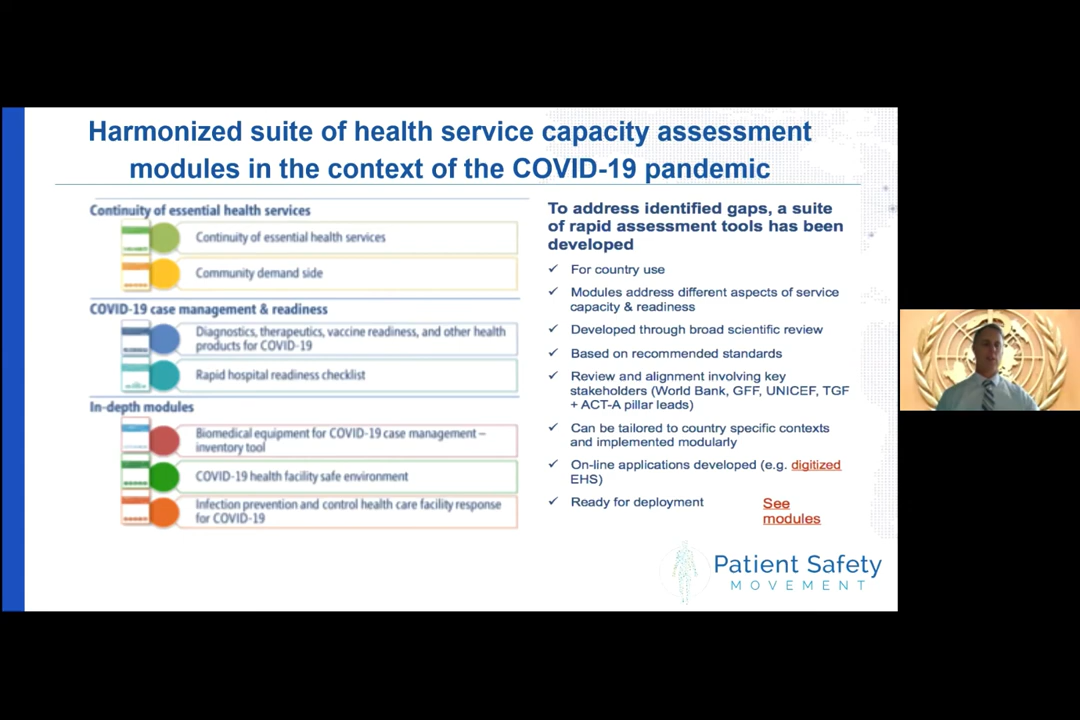 Harmonized suite of health service capacity assessment
modules in the context of the COVID-19 pandemic
Continuity of essential health services
Continuity of essential health services
Community demand side
COVID-19 case management & readiness
Diagnostics, therapeutics, vaccine readiness, and other health
products for COVID-19
Rapid hospital readiness checklist
In-depth modules
Biomedical equipment for COVID-19 case management –
inventory tool
COVID-19 health facility safe environment
Infection prevention and control health care facility response
for COVID-19
To address identified gaps, a suite
of rapid assessment tools has been
developed
✓ For country use
✓ Modules address different aspects of service
capacity & readiness
✓ Developed through broad scientific review
✓ Based on recommended standards
✓ Review and alignment involving key
stakeholders (World Bank, GFF, UNICEF, TGF
+ ACT-A pillar leads)
✓ Can be tailored to country specific contexts
and implemented modularly
✓ On-line applications developed (e.g. digitized
EHS)
✓ Ready for deployment
See
modules
Patient Safety
MOVEMENT